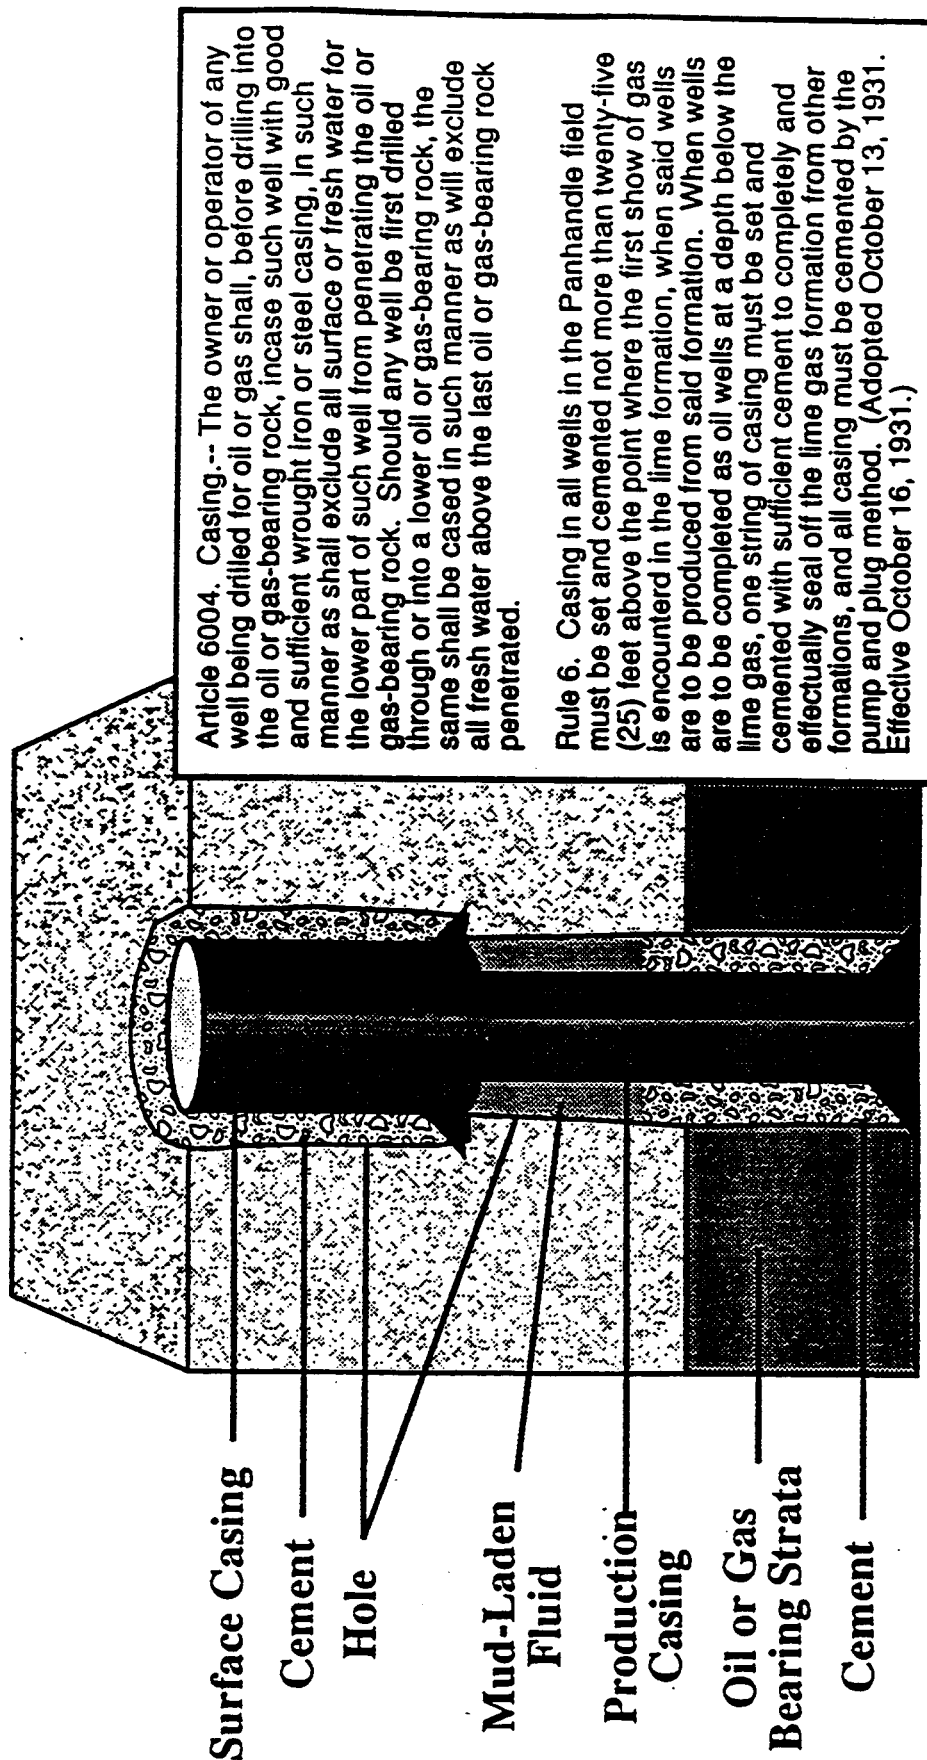 Surface Casing
Cement
Hole
Mud-Laden
Fluid
Production
Casing
Oil or Gas
Bearing Strata
Cement
Article 6004.  Casing.-- The owner or operator of any
well being drilled for oil or gas shall, before drilling into
the oil or gas-bearing rock, incase such well with good
and sufficient wrought iron or steel casing, in such
manner as shall exclude all surface or fresh water for
the lower part of such well from penetrating the oil or
gas-bearing rock.  Should any well be first drilled
through or into a lower oil or gas-bearing rock, the
same shall be cased in such manner as will exclude
all fresh water above the last oil or gas-bearing rock
penetrated.
Rule 6.  Casing in all wells in the Panhandle field
must be set and cemented not more than twenty-five
(25) feet above the point where the first show of gas
is encounterd in the lime formation, when said wells
are to be produced from said formation.  When wells
are to be completed as oil wells at a depth below the
lime gas, one string of casing must be set and
cemented with sufficient cement to completely and
effectually seal off the lime gas formation from other
formations, and all casing must be cemented by the
pump and plug method.  (Adopted October 13, 1931.
Effective October 16, 1931.)